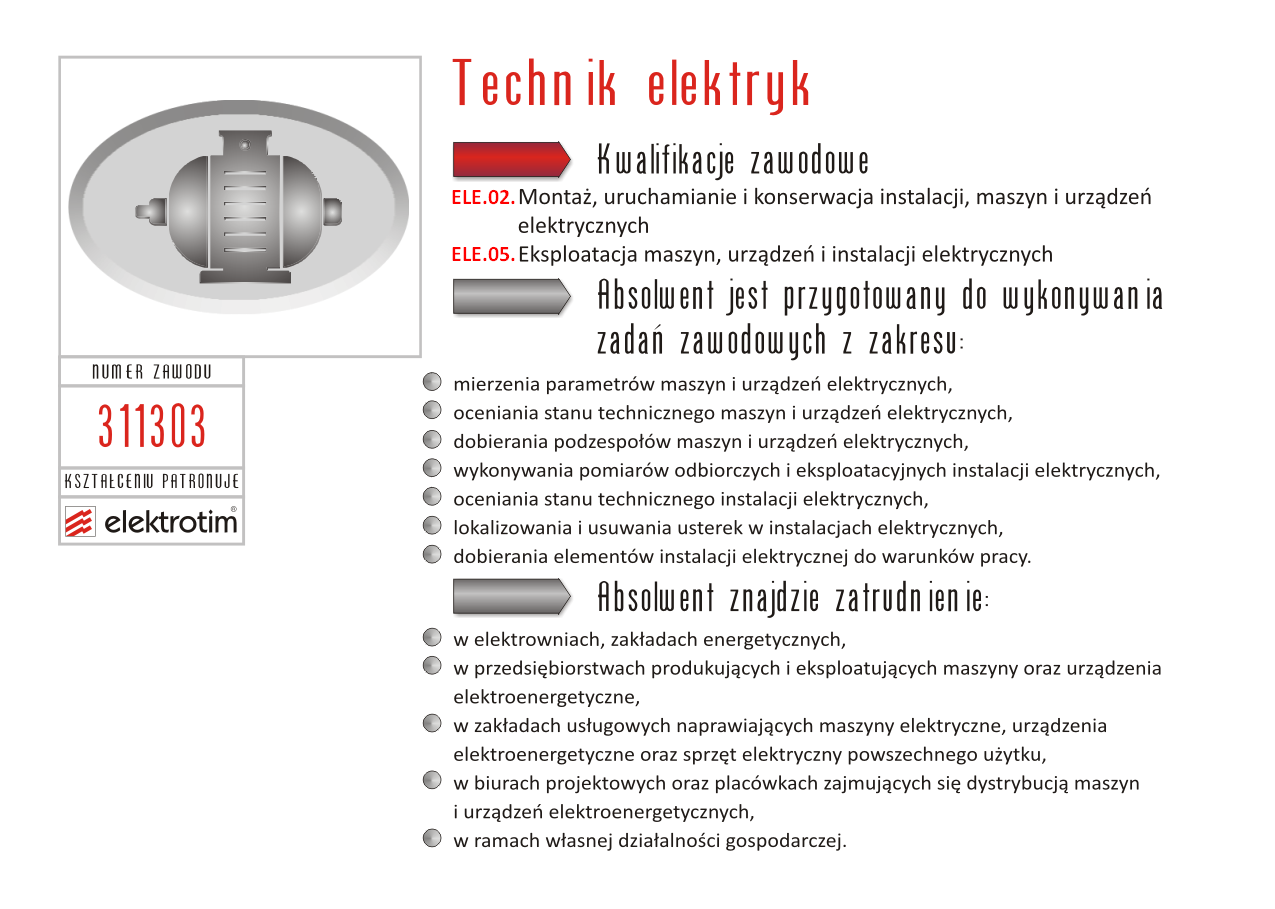 Technik elektryk
Kwalifikacje zawodowe
ELE.02. Montaż, uruchamianie i konserwacja instalacji, maszyn i urządzeń
elektrycznych
ELE.05. Eksploatacja maszyn, urządzeń i instalacji elektrycznych
Absolwent jest przygotowany do wykonywania
zadań zawodowych z zakresu:
NUMER ZAWODU
311303
KSZTAŁCENIU PATRONUJE
elektrotim®
mierzenia parametrów maszyn i urządzeń elektrycznych,
oceniania stanu technicznego maszyn i urządzeń elektrycznych,
dobierania podzespołów maszyn i urządzeń elektrycznych,
wykonywania pomiarów odbiorczych i eksploatacyjnych instalacji elektrycznych,
oceniania stanu technicznego instalacji elektrycznych,
lokalizowania i usuwania usterek w instalacjach elektrycznych,
dobierania elementów instalacji elektrycznej do warunków pracy.
Absolwent znajdzie zatrudnienie:
w elektrowniach, zakładach energetycznych,
w przedsiębiorstwach produkujących i eksploatujących maszyny oraz urządzenia
elektroenergetyczne,
w zakładach usługowych naprawiających maszyny elektryczne, urządzenia
elektroenergetyczne oraz sprzęt elektryczny powszechnego użytku,
w biurach projektowych oraz placówkach zajmujących się dystrybucją maszyn
i urządzeń elektroenergetycznych,
w ramach własnej działalności gospodarczej.